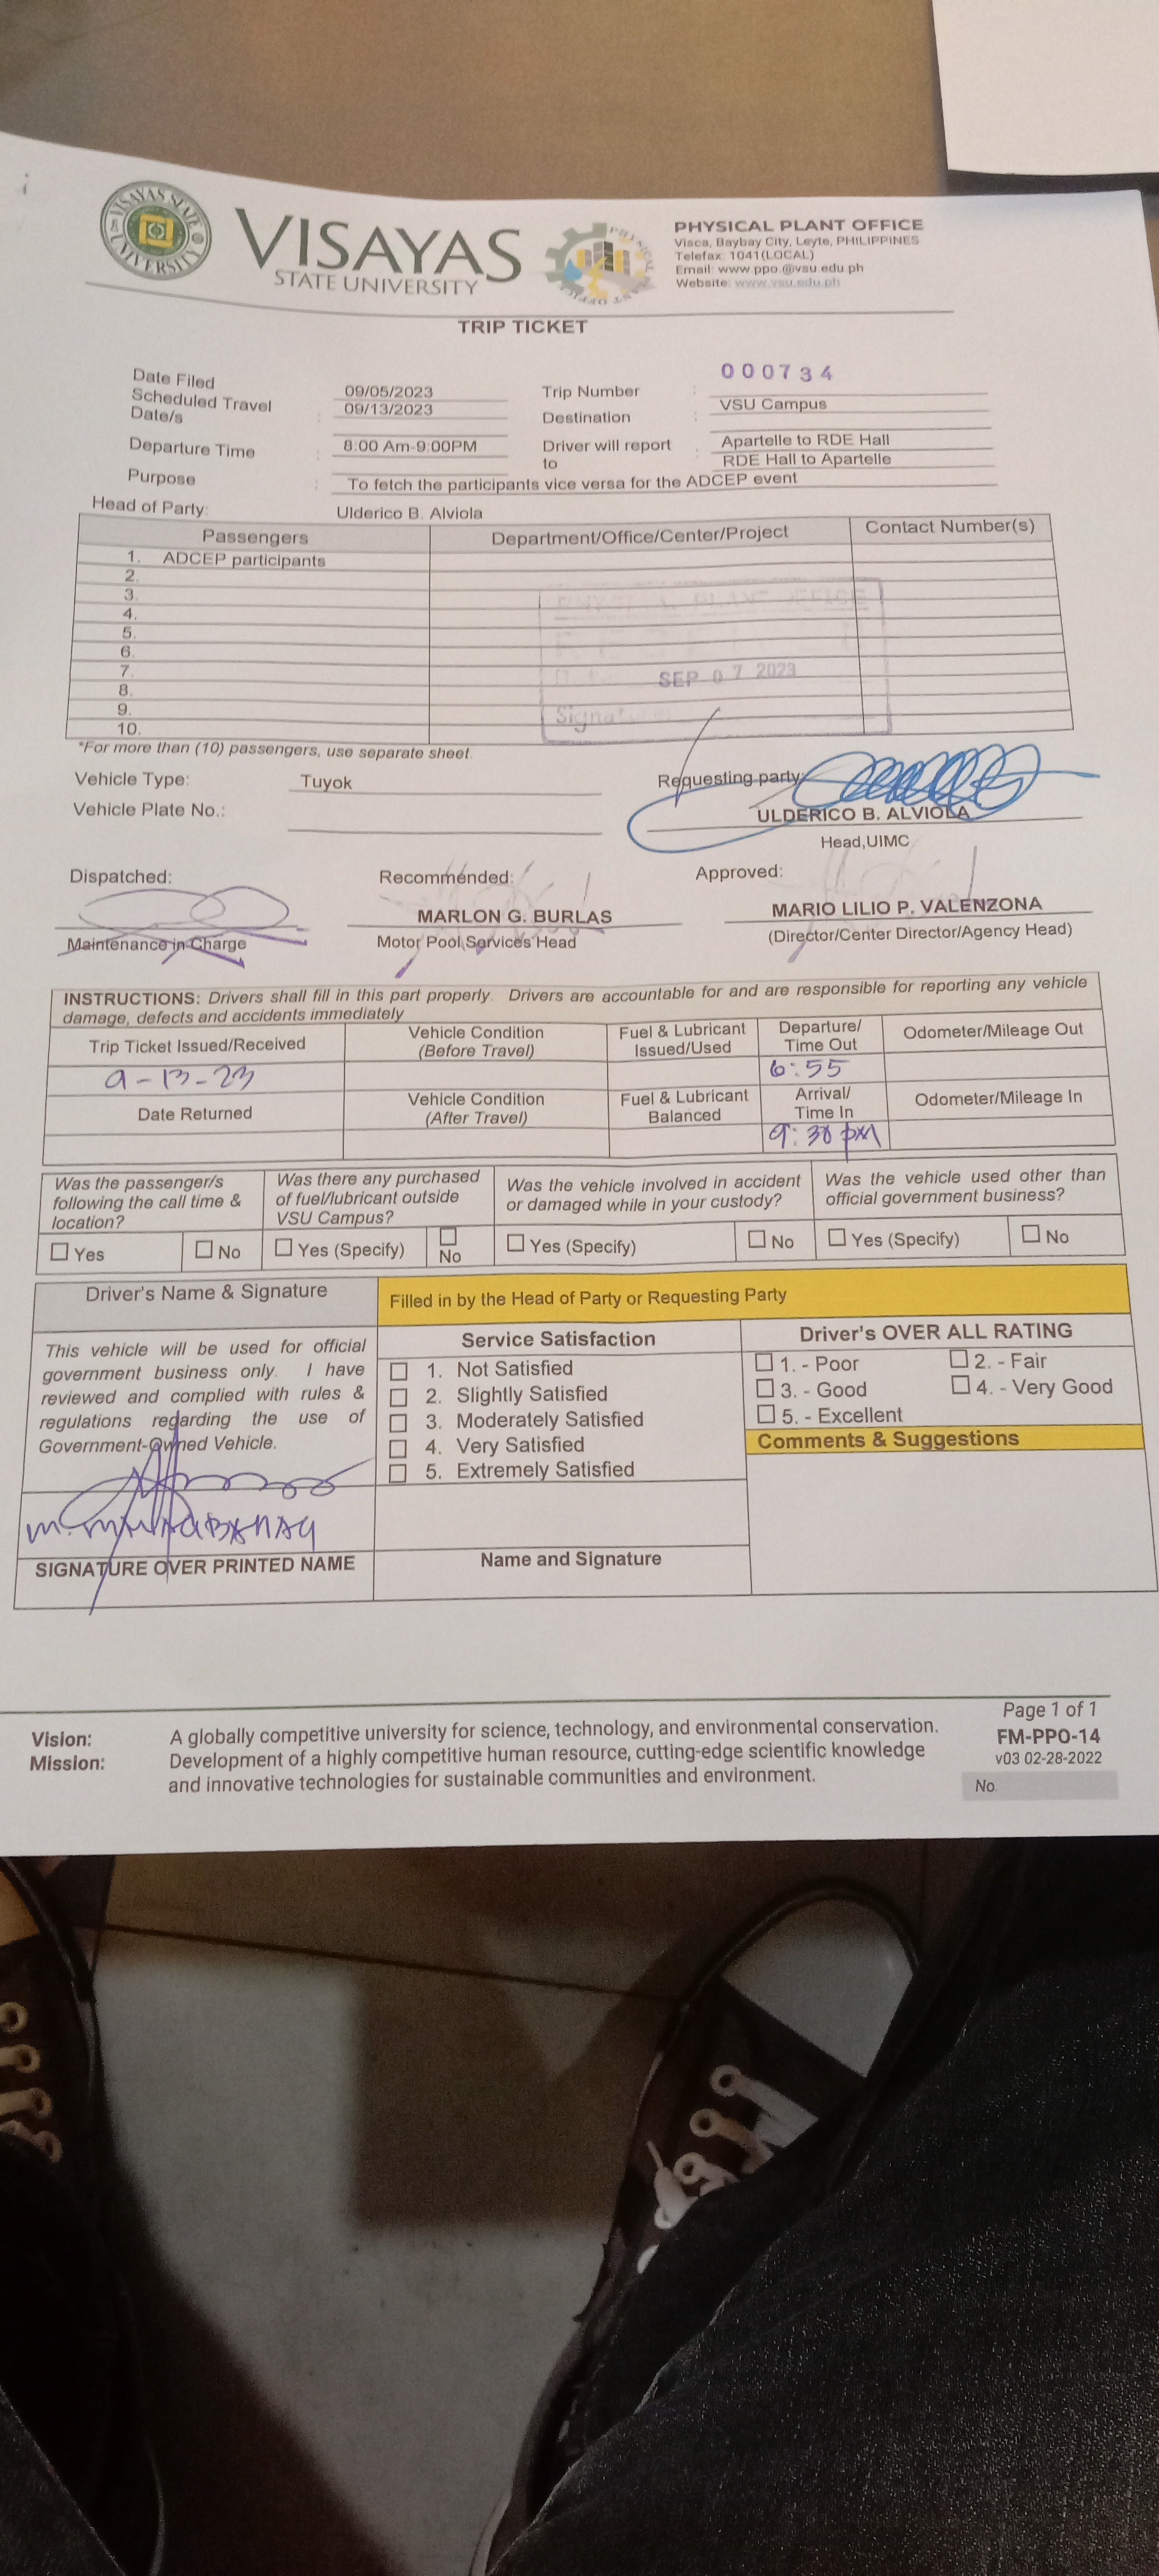 VISAYAS STATE UNIVERSITY
VISAYAS
STATE UNIVERSITY
PHYSICAL PLANT OFFICE
Visca, Baybay City, Leyte, PHILIPPINES
Telefax: 1041(LOCAL)
Email: www.ppo.@vsu.edu.ph
Website: www.vsu.edu.ph
TRIP TICKET
Date Filed 09/05/2023 Trip Number : 000734
Scheduled Travel Date/s : 09/13/2023 Destination : VSU Campus
Departure Time : 8:00 Am-9:00PM Driver will report to : Apartelle to RDE Hall
RDE Hall to Apartelle
Purpose : To fetch the participants vice versa for the ADCEP event
Head of Party: Ulderico B. Alviola
Passengers Department/Office/Center/Project Contact Number(s)
1. ADCEP participants
2.
3.
4.
5.
6.
7.
8.
9.
10.
PHYSICAL PLANT OFFICE
SEP 07 2023
*For more than (10) passengers, use separate sheet.
Vehicle Type: Tuyok Requesting party:
Vehicle Plate No.: ULDERICO B. ALVIOLA
Head,UIMC
Dispatched: Recommended: Approved:
MARLON G. BURLAS MARIO LILIO P. VALENZONA
Maintenance in Charge Motor Pool Services Head (Director/Center Director/Agency Head)
INSTRUCTIONS: Drivers shall fill in this part properly. Drivers are accountable for and are responsible for reporting any vehicle
damage, defects and accidents immediately
Trip Ticket Issued/Received Vehicle Condition (Before Travel) Fuel & Lubricant Issued/Used Departure/ Time Out Odometer/Mileage Out
9-13-23 6:55
Date Returned Vehicle Condition (After Travel) Fuel & Lubricant Balanced Arrival/ Time In Odometer/Mileage In
9:30 pm
Was the passenger/s following the call time & location? Was there any purchased of fuel/lubricant outside VSU Campus? Was the vehicle involved in accident or damaged while in your custody? Was the vehicle used other than official government business?
Yes No Yes (Specify) No Yes (Specify) No Yes (Specify) No
Driver's Name & Signature Filled in by the Head of Party or Requesting Party
This vehicle will be used for official
government business only. I have
reviewed and complied with rules &
regulations regarding the use of
Government-Owned Vehicle.
SIGNATURE OVER PRINTED NAME
Service Satisfaction
1. Not Satisfied
2. Slightly Satisfied
3. Moderately Satisfied
4. Very Satisfied
5. Extremely Satisfied
Name and Signature
Driver's OVER ALL RATING
1. - Poor 2. - Fair
3. - Good 4. - Very Good
5. - Excellent
Comments & Suggestions
Vision: A globally competitive university for science, technology, and environmental conservation.
Mission: Development of a highly competitive human resource, cutting-edge scientific knowledge
and innovative technologies for sustainable communities and environment.
Page 1 of 1
FM-PPO-14
v03 02-28-2022
No.